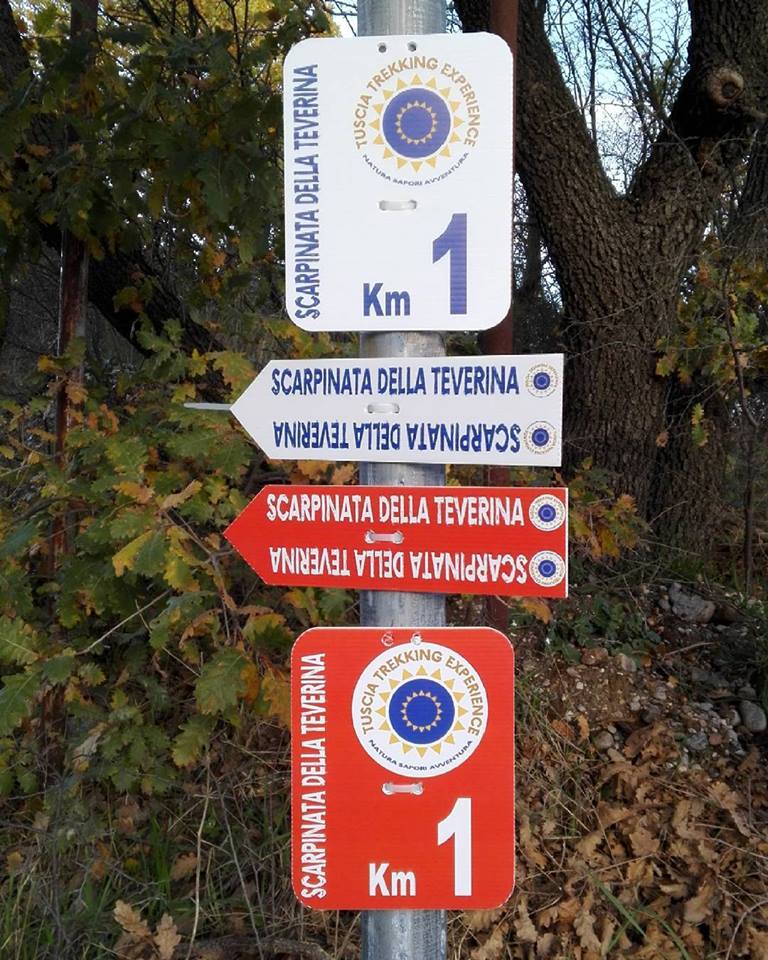 SCARPINATA DELLA TEVERINA
TUSCIA TREKKING EXPERIENCE
NATURA SAPORI AVVENTURA
Km 1
SCARPINATA DELLA TEVERINA
SCARPINATA DELLA TEVERINA
SCARPINATA DELLA TEVERINA
SCARPINATA DELLA TEVERINA
SCARPINATA DELLA TEVERINA
TUSCIA TREKKING EXPERIENCE
NATURA SAPORI AVVENTURA
Km 1